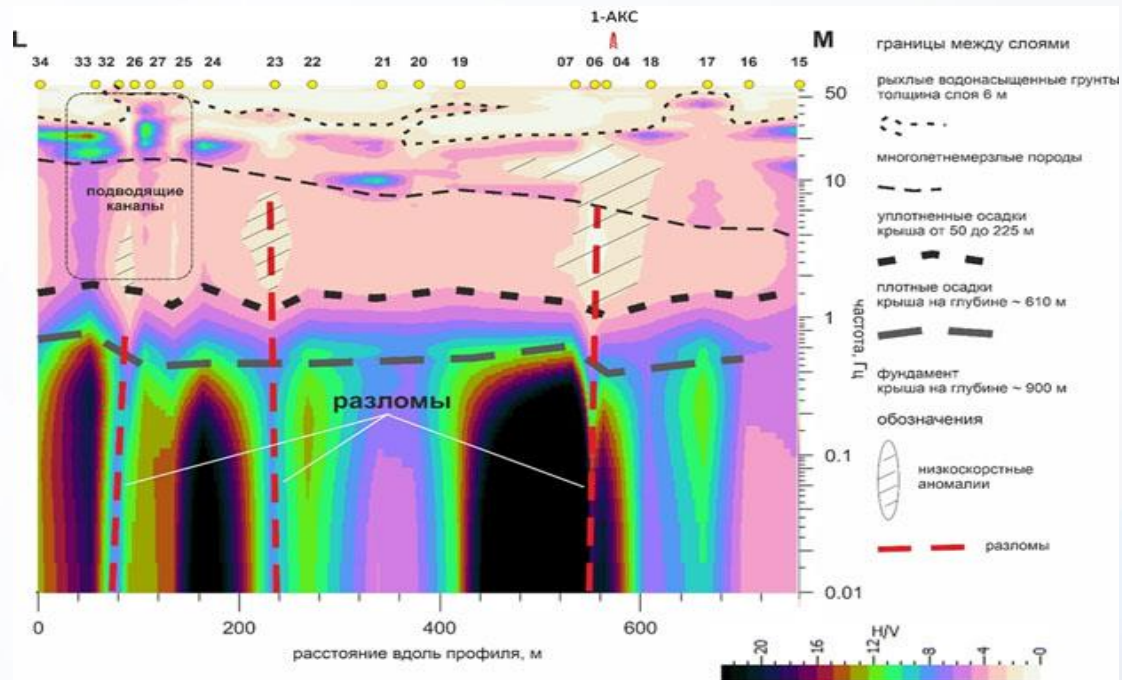 1-АКС
L
M
34 33 32 26 27 25 24 23 22 21 20 19 07 06 04 18 17 16 15
50
10
1
0.1
0.01
частота, Гц
подводящие
каналы
разломы
0 200 400 600
расстояние вдоль профиля, м
границы между слоями
рыхлые водонасыщенные грунты
толщина слоя 6 м
многолетнемерзлые породы
уплотненные осадки
крыша от 50 до 225 м
плотные осадки
крыша на глубине ~ 610 м
фундамент
крыша на глубине ~ 900 м
обозначения
низкоскорстные
аномалии
разломы
H/V
20 16 12 8 4 0